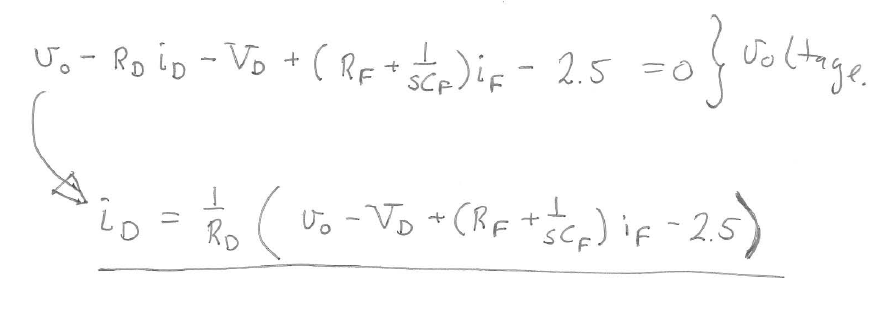 v₀ - R_D i_D - V_D + ( R_F + 1/sC_F ) i_F - 2.5 = 0 } voltage.
i_D = 1/R_D ( v₀ - V_D + (R_F + 1/sC_F) i_F - 2.5 )